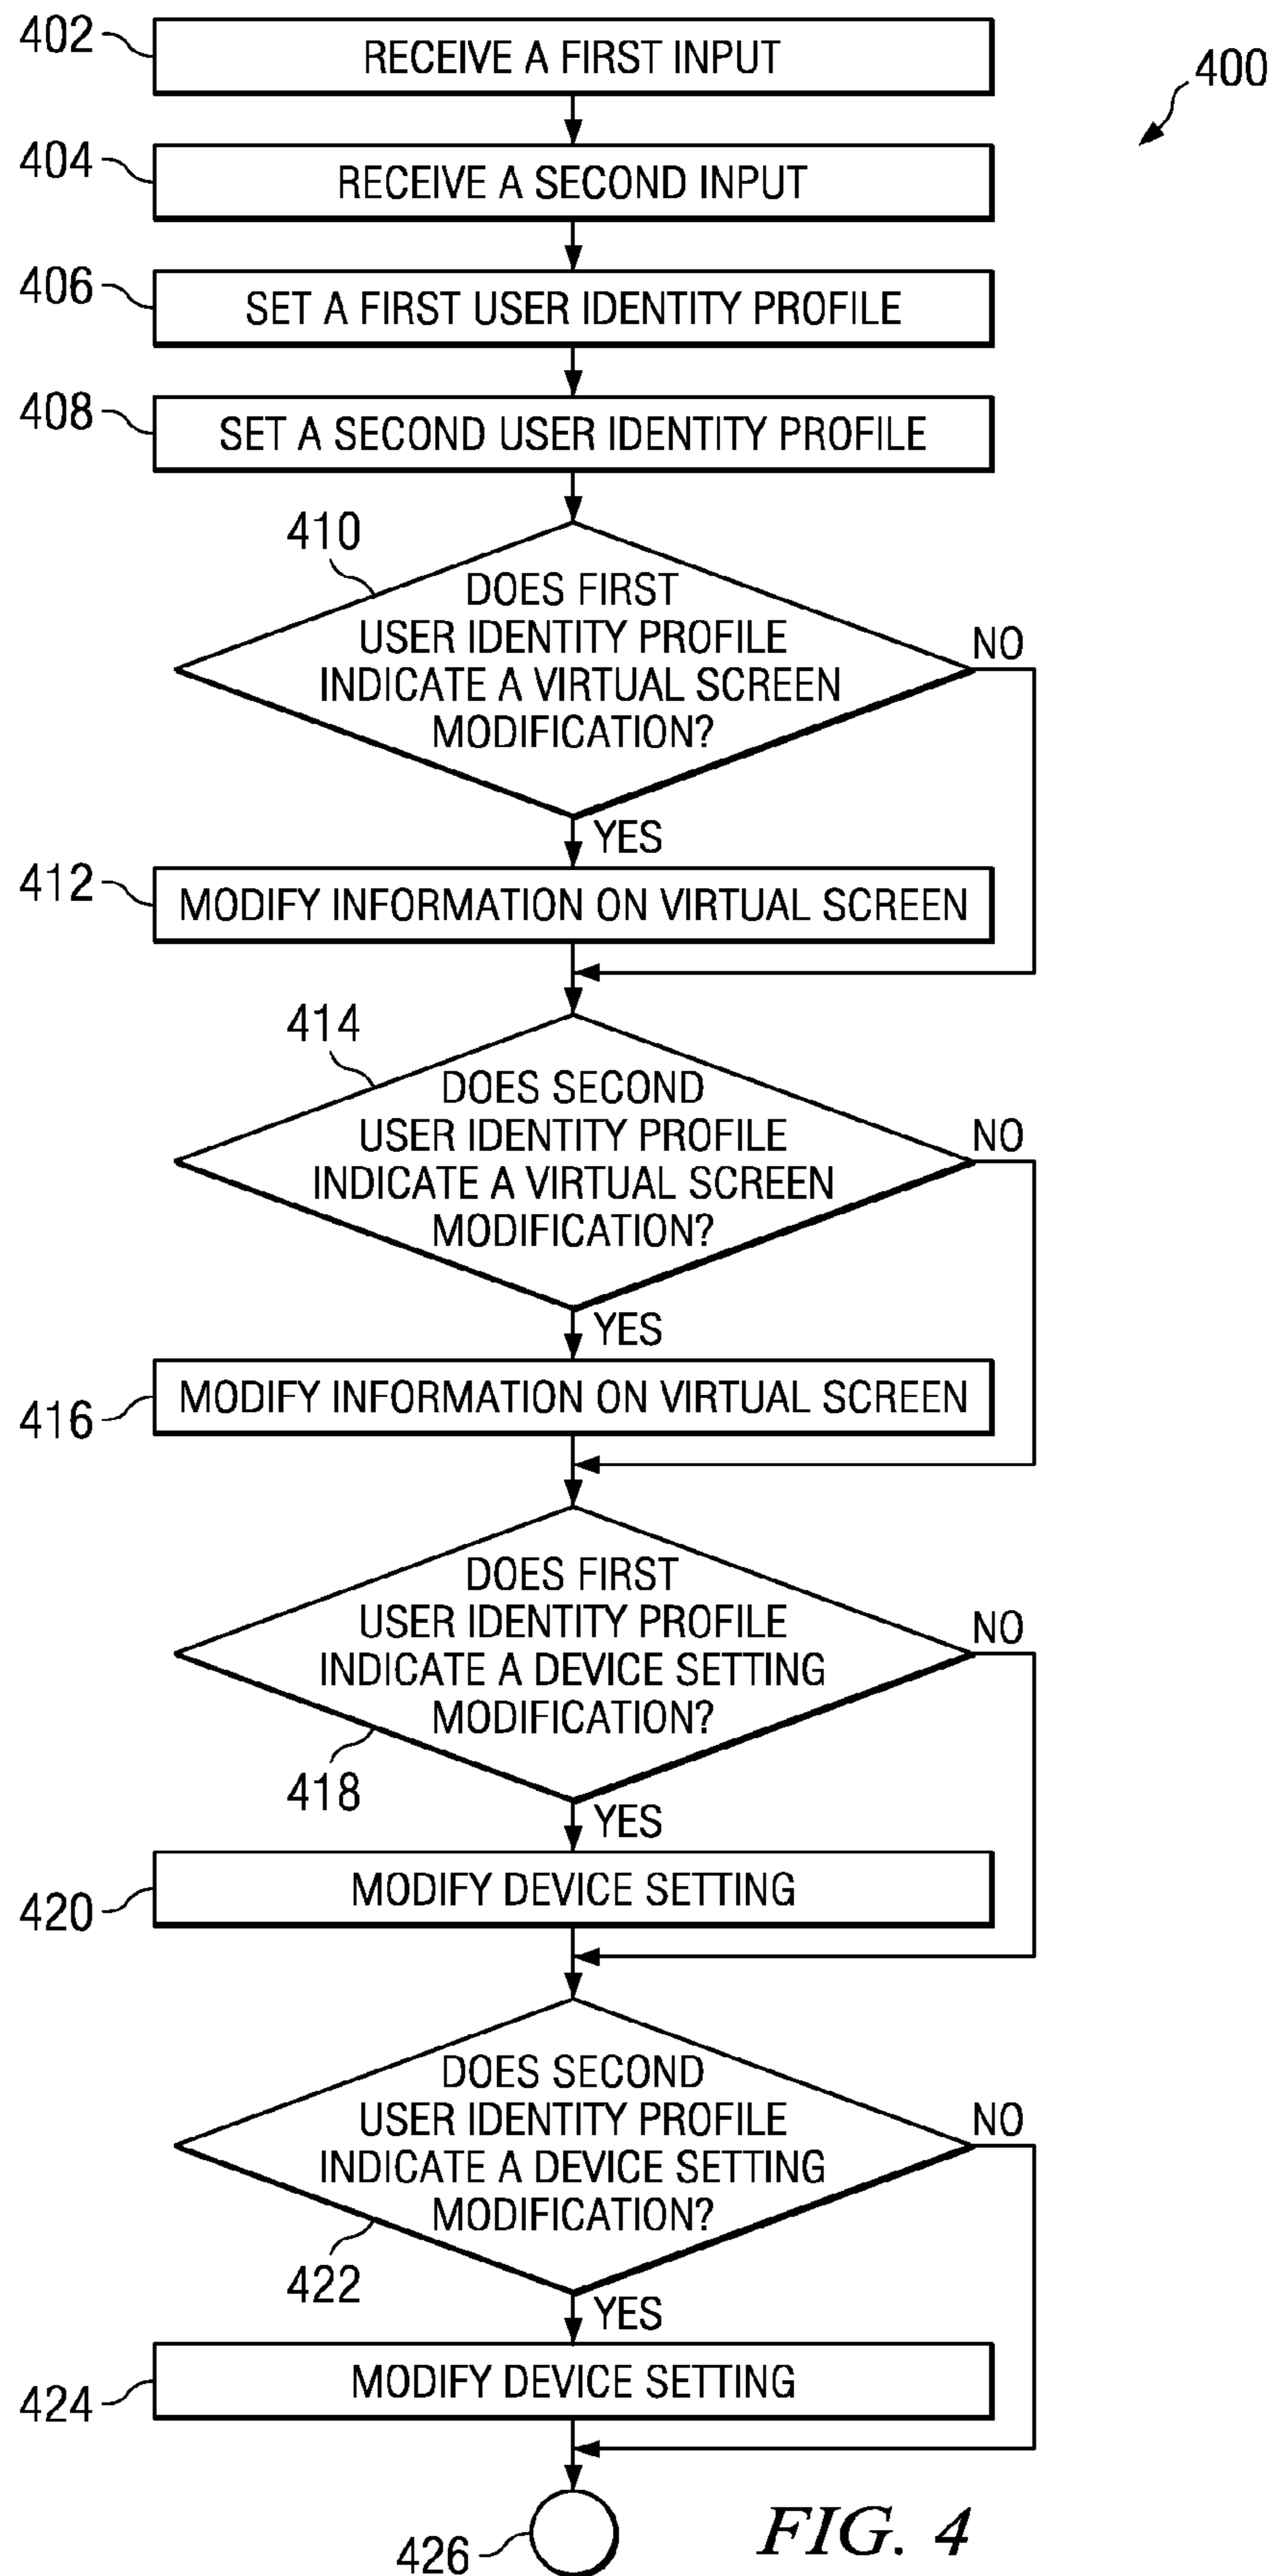 402
RECEIVE A FIRST INPUT
400
404
RECEIVE A SECOND INPUT
406
SET A FIRST USER IDENTITY PROFILE
408
SET A SECOND USER IDENTITY PROFILE
410
DOES FIRST
USER IDENTITY PROFILE
INDICATE A VIRTUAL SCREEN
MODIFICATION?
NO
YES
412
MODIFY INFORMATION ON VIRTUAL SCREEN
414
DOES SECOND
USER IDENTITY PROFILE
INDICATE A VIRTUAL SCREEN
MODIFICATION?
NO
YES
416
MODIFY INFORMATION ON VIRTUAL SCREEN
DOES FIRST
USER IDENTITY PROFILE
INDICATE A DEVICE SETTING
MODIFICATION?
NO
418
YES
420
MODIFY DEVICE SETTING
DOES SECOND
USER IDENTITY PROFILE
INDICATE A DEVICE SETTING
MODIFICATION?
NO
422
YES
424
MODIFY DEVICE SETTING
426
FIG. 4